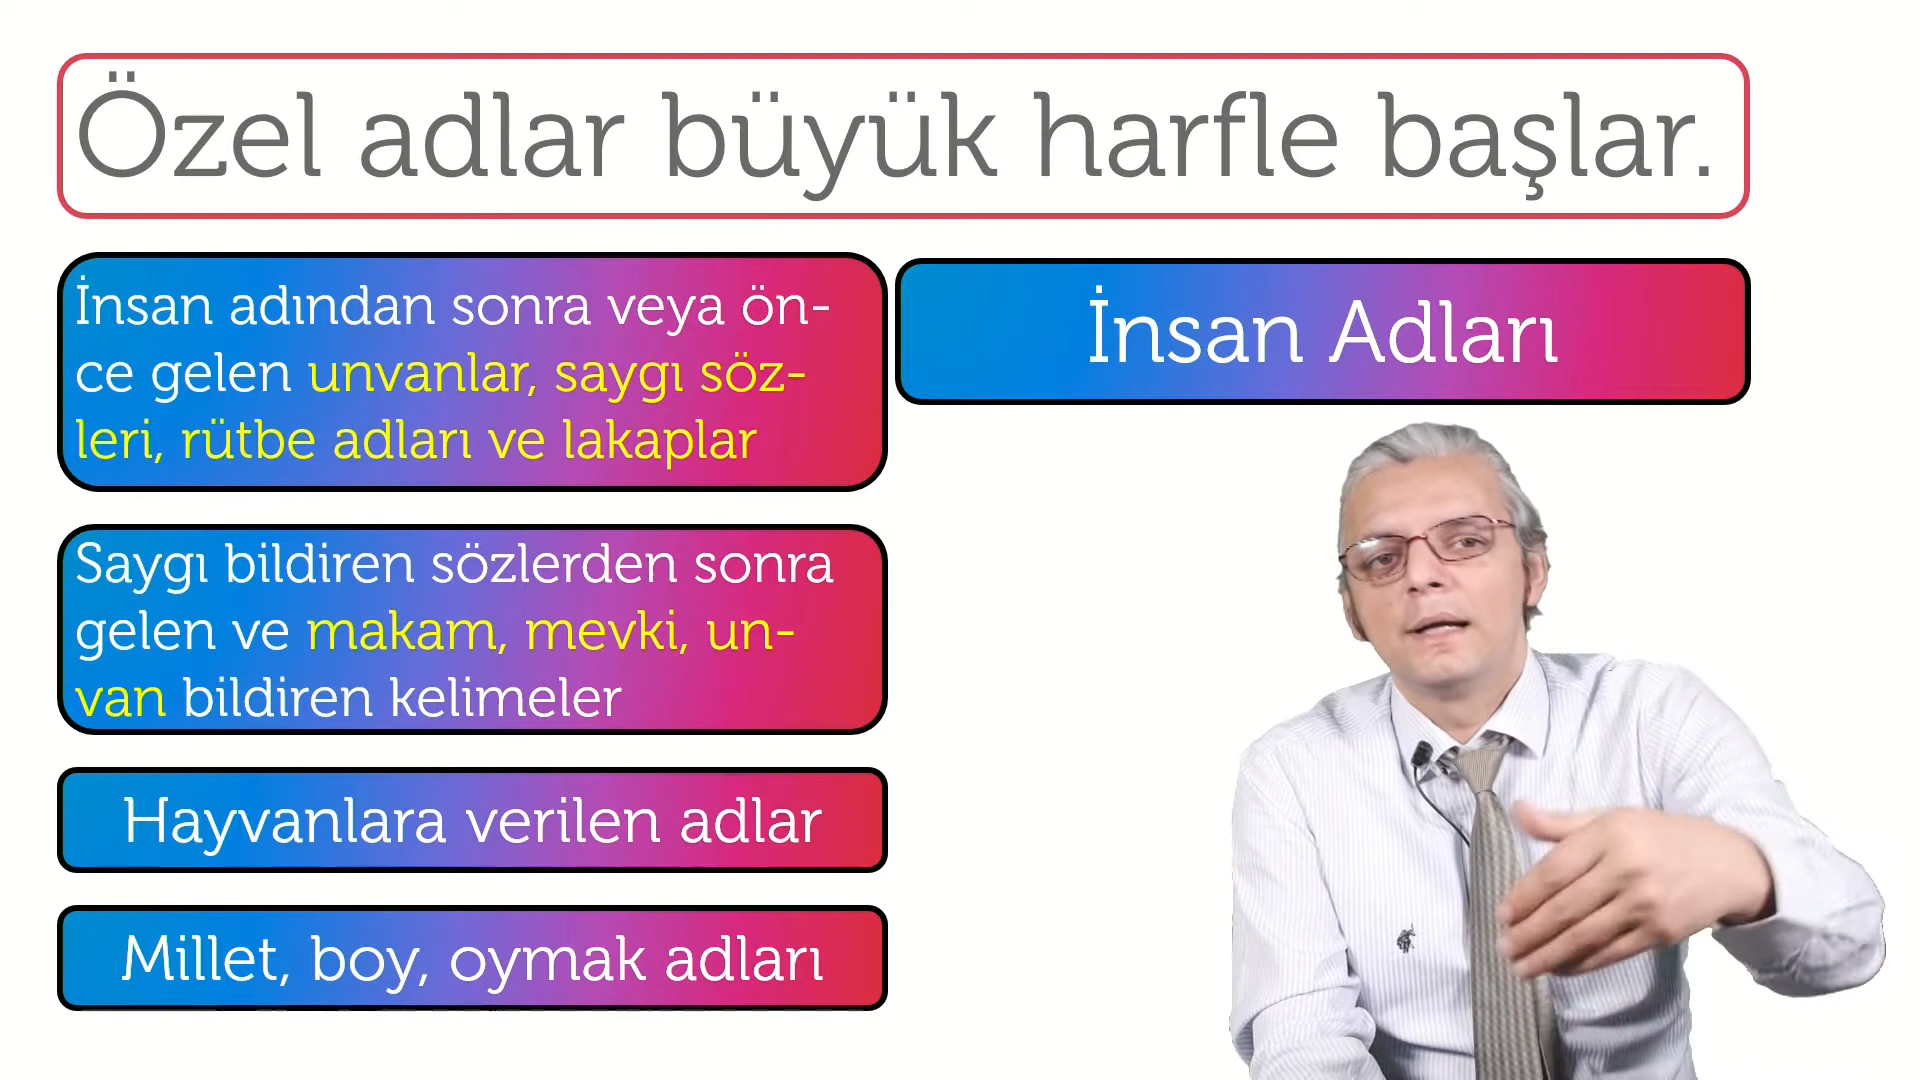 Özel adlar büyük harfle başlar.
İnsan adından sonra veya ön-
ce gelen unvanlar, saygı söz-
leri, rütbe adları ve lakaplar
İnsan Adları
Saygı bildiren sözlerden sonra
gelen ve makam, mevki, un-
van bildiren kelimeler
Hayvanlara verilen adlar
Millet, boy, oymak adları